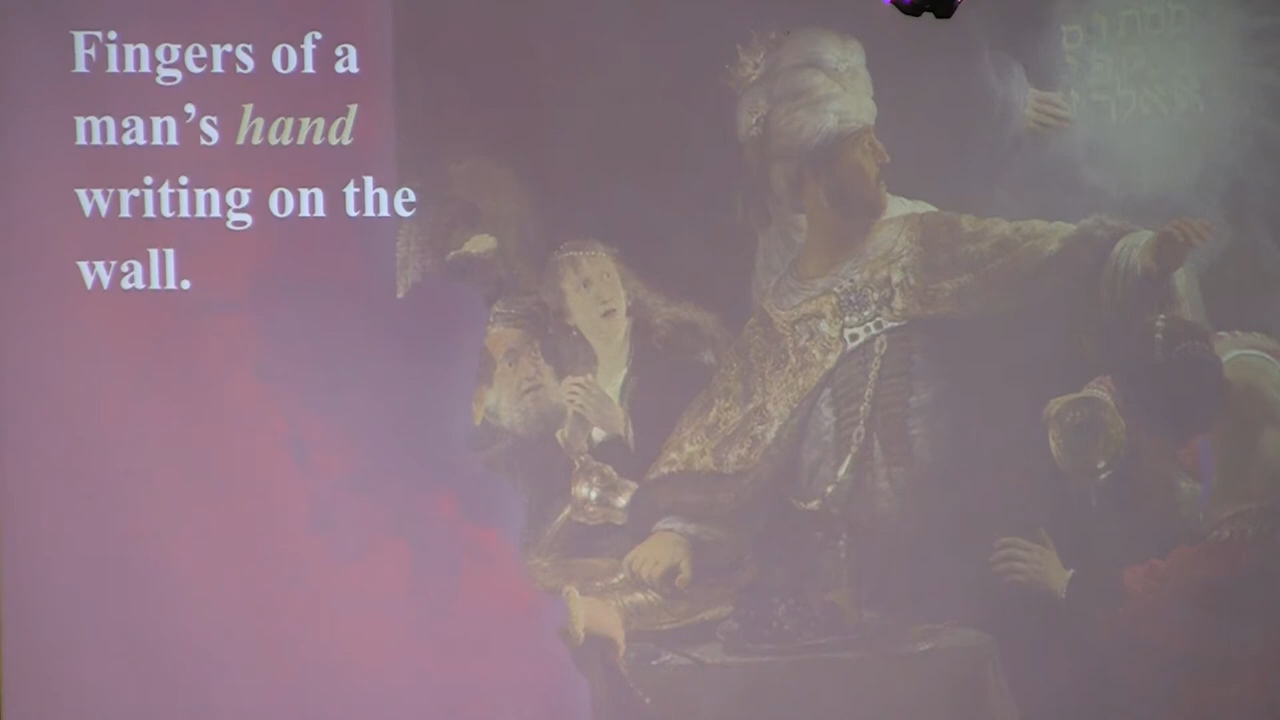 Fingers of a
man’s hand
writing on the
wall.